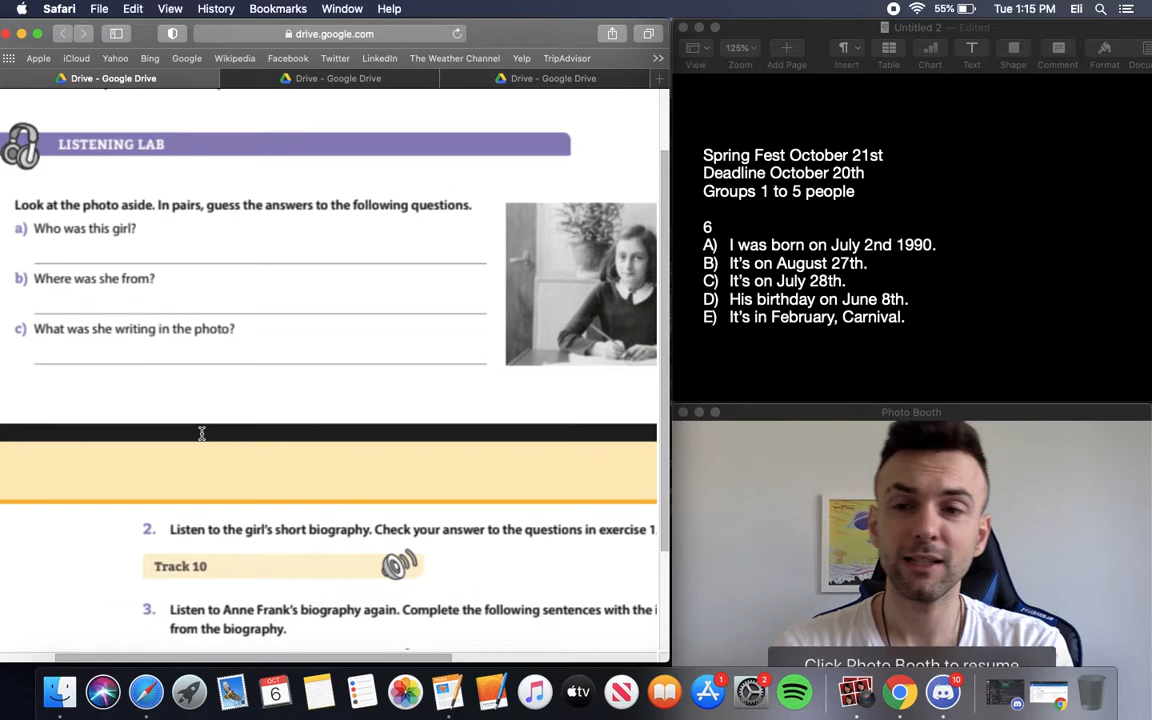 Safari File Edit View History Bookmarks Window Help
55% Tue 1:15 PM Eli
drive.google.com
Apple iCloud Yahoo Bing Google Wikipedia Facebook Twitter LinkedIn The Weather Channel Yelp TripAdvisor
Drive - Google Drive
Drive - Google Drive
Drive - Google Drive
LISTENING LAB
Look at the photo aside. In pairs, guess the answers to the following questions.
a) Who was this girl?
b) Where was she from?
c) What was she writing in the photo?
2. Listen to the girl's short biography. Check your answer to the questions in exercise 1
Track 10
3. Listen to Anne Frank's biography again. Complete the following sentences with the i
from the biography.
Untitled 2 — Edited
125%
View Zoom Add Page Insert Table Chart Text Shape Comment Format Docu
Spring Fest October 21st
Deadline October 20th
Groups 1 to 5 people
6
A) I was born on July 2nd 1990.
B) It's on August 27th.
C) It's on July 28th.
D) His birthday on June 8th.
E) It's in February, Carnival.
Photo Booth
Click Photo Booth to resume
OCT
6
1
2
10